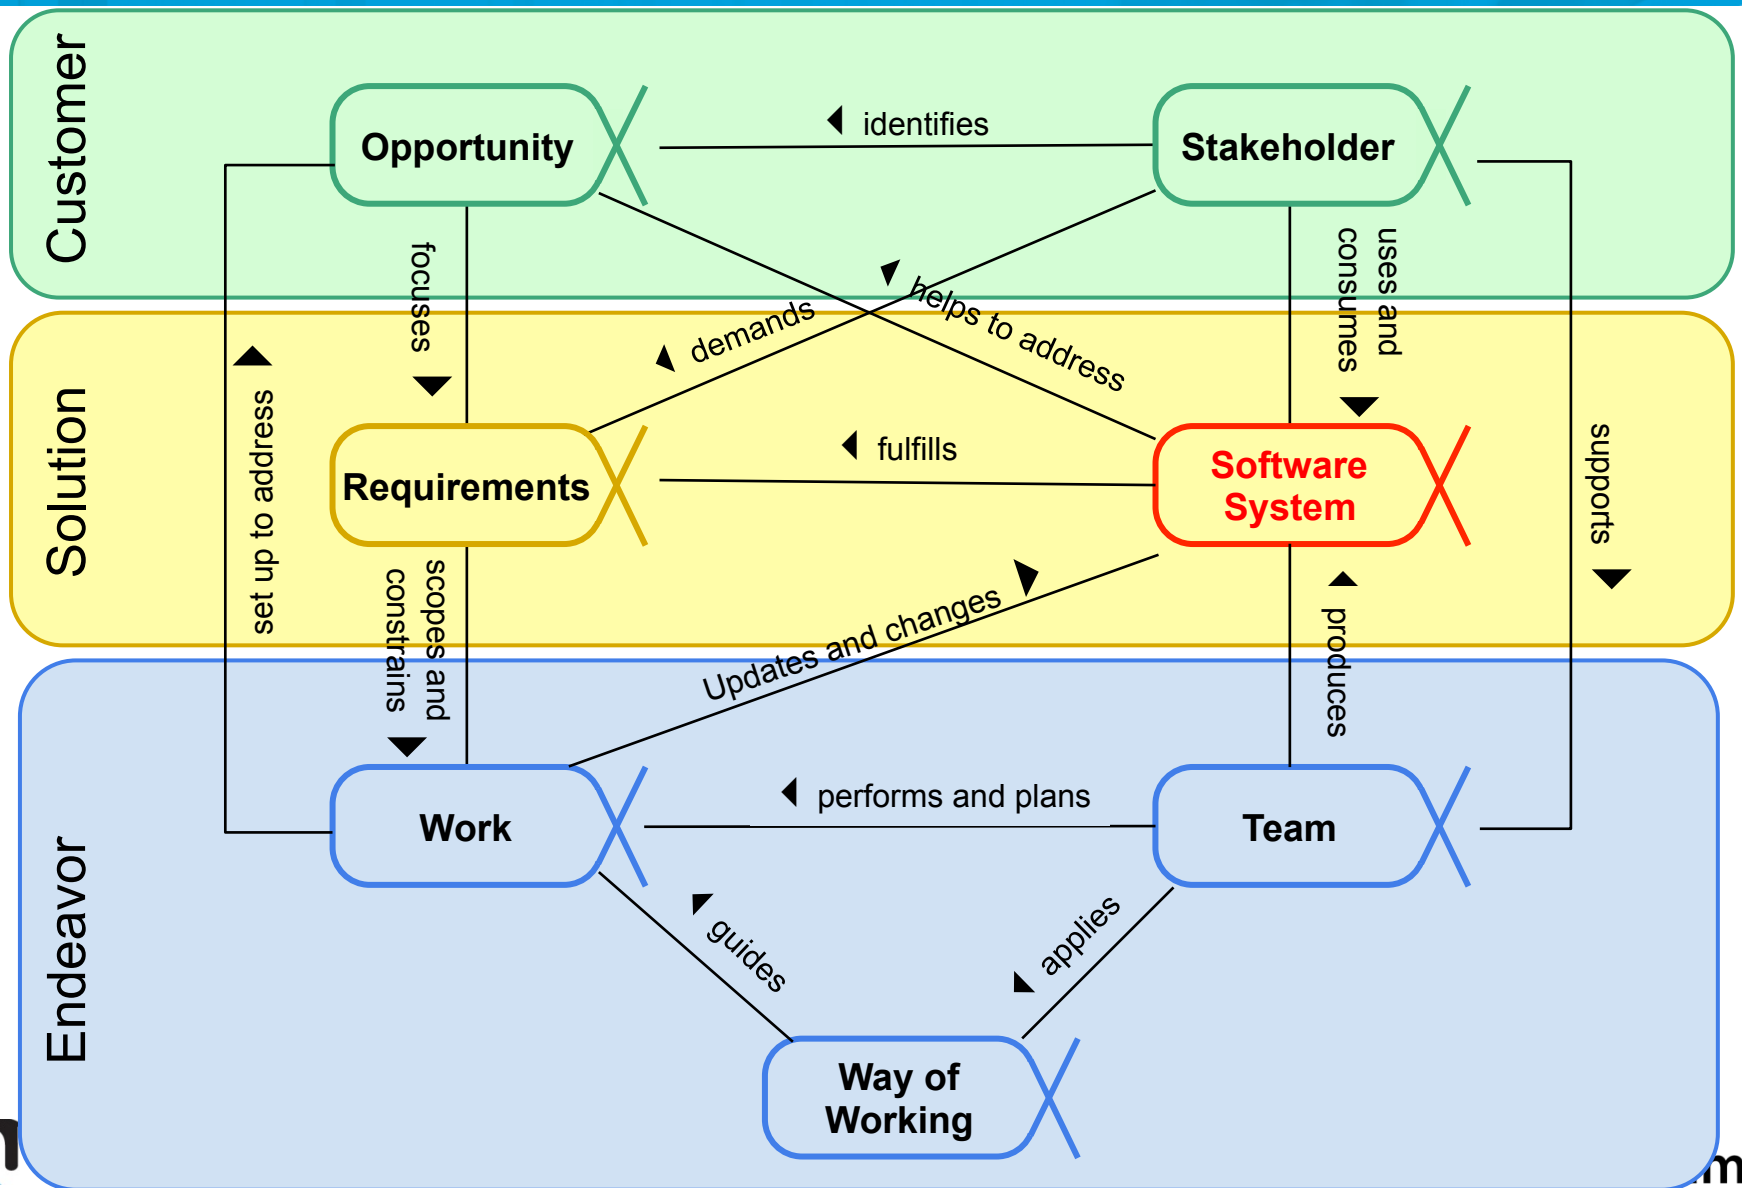 Customer
Opportunity
identifies
Stakeholder
focuses
demands
helps to address
uses and
consumes
Solution
set up to address
Requirements
fulfills
Software
System
supports
scopes and
constrains
Updates and changes
produces
Endeavor
Work
performs and plans
Team
guides
applies
Way of
Working